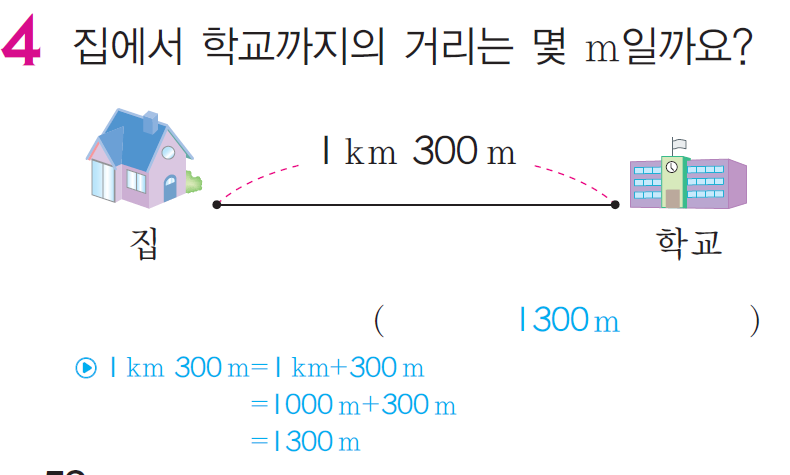 4 집에서 학교까지의 거리는 몇 m일까요?
1 km 300 m
집 학교
( 1300 m )
1 km 300 m=1 km+300 m
=1000 m+300 m
=1300 m